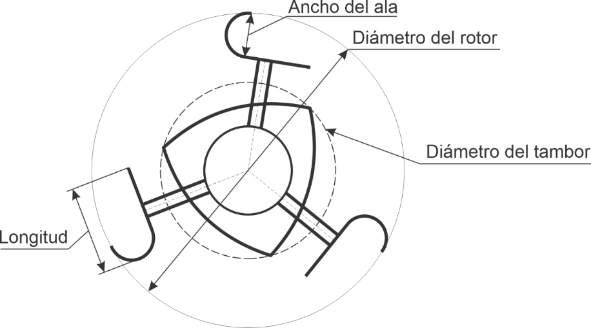 Ancho del ala
Diámetro del rotor
Diámetro del tambor
Longitud